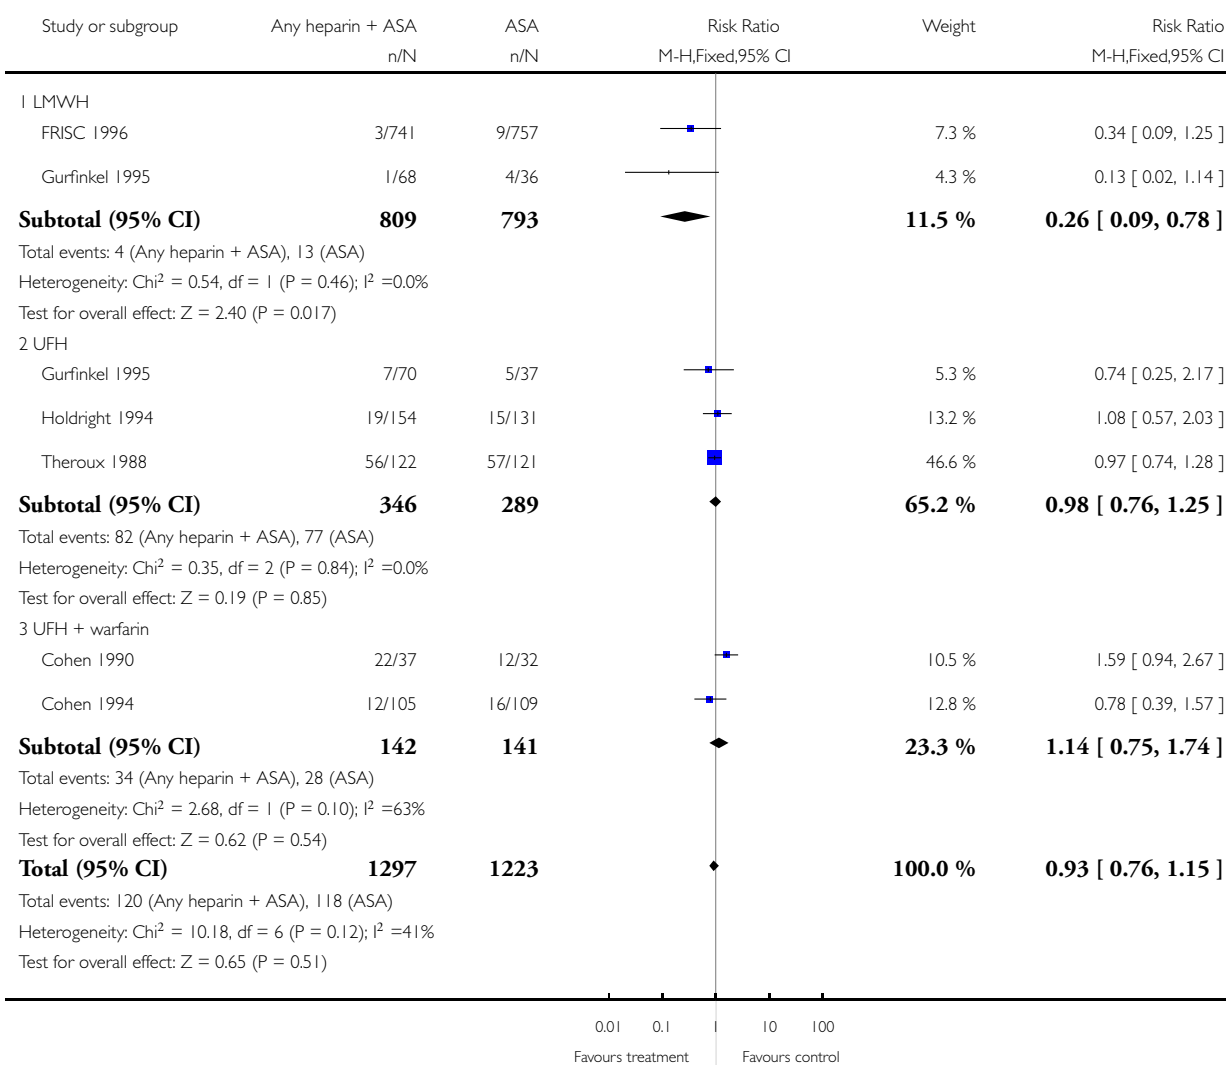 Study or subgroup Any heparin + ASA ASA Risk Ratio Weight Risk Ratio
n/N n/N M-H,Fixed,95% CI M-H,Fixed,95% CI
1 LMWH
FRISC 1996 3/741 9/757 7.3 % 0.34 [ 0.09, 1.25 ]
Gurfinkel 1995 1/68 4/36 4.3 % 0.13 [ 0.02, 1.14 ]
Subtotal (95% CI) 809 793 11.5 % 0.26 [ 0.09, 0.78 ]
Total events: 4 (Any heparin + ASA), 13 (ASA)
Heterogeneity: Chi² = 0.54, df = 1 (P = 0.46); I² =0.0%
Test for overall effect: Z = 2.40 (P = 0.017)
2 UFH
Gurfinkel 1995 7/70 5/37 5.3 % 0.74 [ 0.25, 2.17 ]
Holdright 1994 19/154 15/131 13.2 % 1.08 [ 0.57, 2.03 ]
Theroux 1988 56/122 57/121 46.6 % 0.97 [ 0.74, 1.28 ]
Subtotal (95% CI) 346 289 65.2 % 0.98 [ 0.76, 1.25 ]
Total events: 82 (Any heparin + ASA), 77 (ASA)
Heterogeneity: Chi² = 0.35, df = 2 (P = 0.84); I² =0.0%
Test for overall effect: Z = 0.19 (P = 0.85)
3 UFH + warfarin
Cohen 1990 22/37 12/32 10.5 % 1.59 [ 0.94, 2.67 ]
Cohen 1994 12/105 16/109 12.8 % 0.78 [ 0.39, 1.57 ]
Subtotal (95% CI) 142 141 23.3 % 1.14 [ 0.75, 1.74 ]
Total events: 34 (Any heparin + ASA), 28 (ASA)
Heterogeneity: Chi² = 2.68, df = 1 (P = 0.10); I² =63%
Test for overall effect: Z = 0.62 (P = 0.54)
Total (95% CI) 1297 1223 100.0 % 0.93 [ 0.76, 1.15 ]
Total events: 120 (Any heparin + ASA), 118 (ASA)
Heterogeneity: Chi² = 10.18, df = 6 (P = 0.12); I² =41%
Test for overall effect: Z = 0.65 (P = 0.51)
0.01 0.1 1 10 100
Favours treatment Favours control